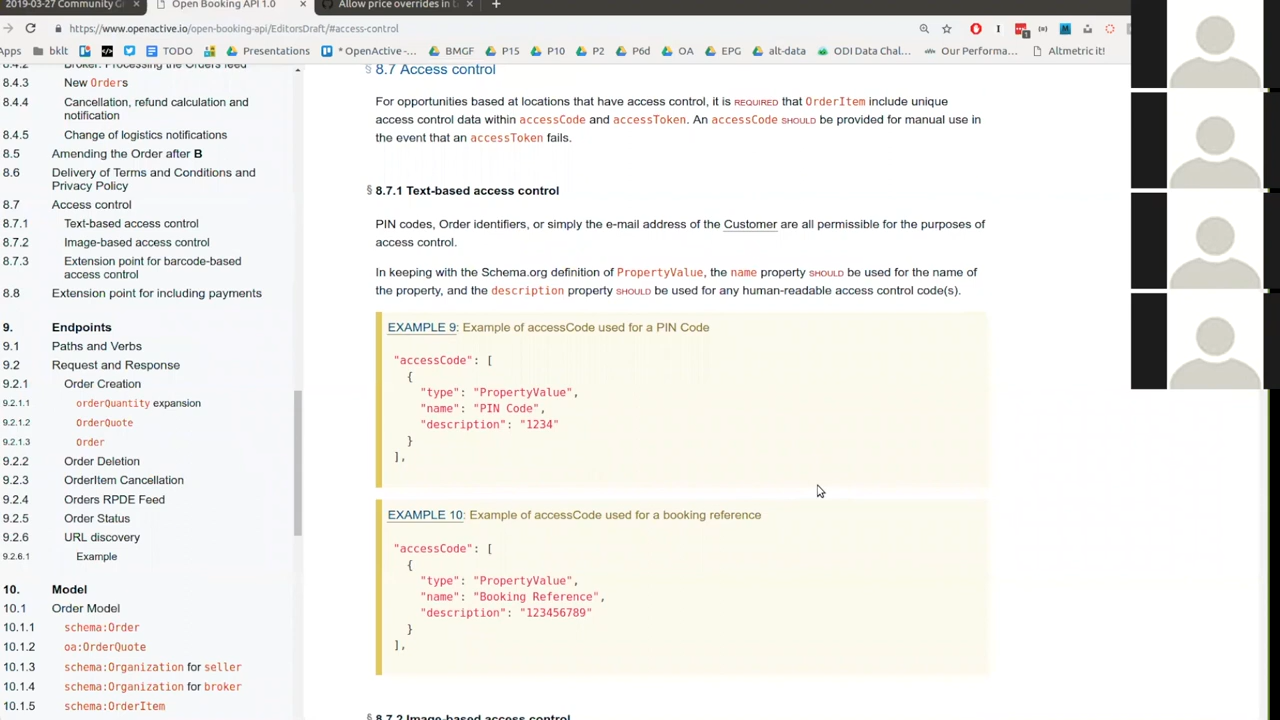 2019-03-27 Community G
Open Booking API 1.0
Allow price overrides in t
https://www.openactive.io/open-booking-api/EditorsDraft/#access-control
Apps
bklt
TODO
Presentations
* OpenActive -...
BMGF
P15
P10
P2
P6d
OA
EPG
alt-data
ODI Data Chal...
Our Performa...
Altmetric it!
8.4.2 Broker: Processing the Orders feed
8.4.3 New Orders
8.4.4 Cancellation, refund calculation and
notification
8.4.5 Change of logistics notifications
8.5 Amending the Order after B
8.6 Delivery of Terms and Conditions and
Privacy Policy
8.7 Access control
8.7.1 Text-based access control
8.7.2 Image-based access control
8.7.3 Extension point for barcode-based
access control
8.8 Extension point for including payments
9. Endpoints
9.1 Paths and Verbs
9.2 Request and Response
9.2.1 Order Creation
9.2.1.1 orderQuantity expansion
9.2.1.2 OrderQuote
9.2.1.3 Order
9.2.2 Order Deletion
9.2.3 OrderItem Cancellation
9.2.4 Orders RPDE Feed
9.2.5 Order Status
9.2.6 URL discovery
9.2.6.1 Example
10. Model
10.1 Order Model
10.1.1 schema:Order
10.1.2 oa:OrderQuote
10.1.3 schema:Organization for seller
10.1.4 schema:Organization for broker
10.1.5 schema:OrderItem
§ 8.7 Access control
For opportunities based at locations that have access control, it is REQUIRED that OrderItem include unique
access control data within accessCode and accessToken. An accessCode SHOULD be provided for manual use in
the event that an accessToken fails.
§ 8.7.1 Text-based access control
PIN codes, Order identifiers, or simply the e-mail address of the Customer are all permissible for the purposes of
access control.
In keeping with the Schema.org definition of PropertyValue, the name property SHOULD be used for the name of
the property, and the description property SHOULD be used for any human-readable access control code(s).
EXAMPLE 9: Example of accessCode used for a PIN Code
"accessCode": [
{
"type": "PropertyValue",
"name": "PIN Code",
"description": "1234"
}
],
EXAMPLE 10: Example of accessCode used for a booking reference
"accessCode": [
{
"type": "PropertyValue",
"name": "Booking Reference",
"description": "123456789"
}
],
§ 8.7.2 Image-based access control